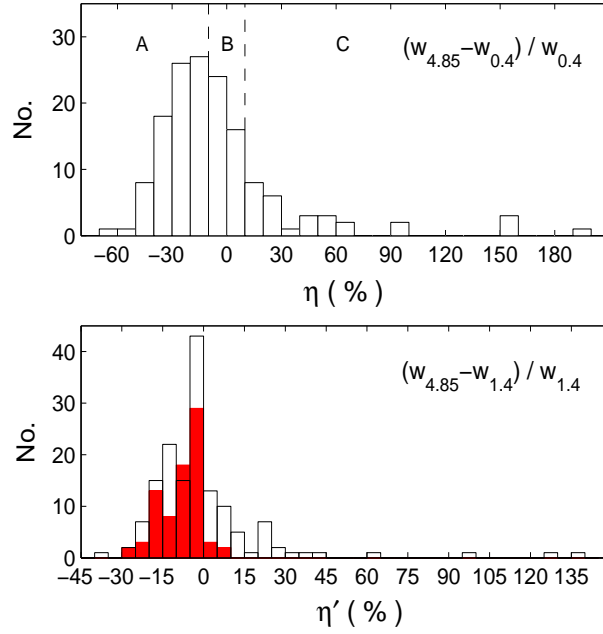 A B C (w4.85−w0.4) / w0.4
30
20
10
0
No.
−60 −30 0 30 60 90 120 150 180
η ( % )
(w4.85−w1.4) / w1.4
40
30
20
10
0
No.
−45 −30 −15 0 15 30 45 60 75 90 105 120 135
η′ ( % )